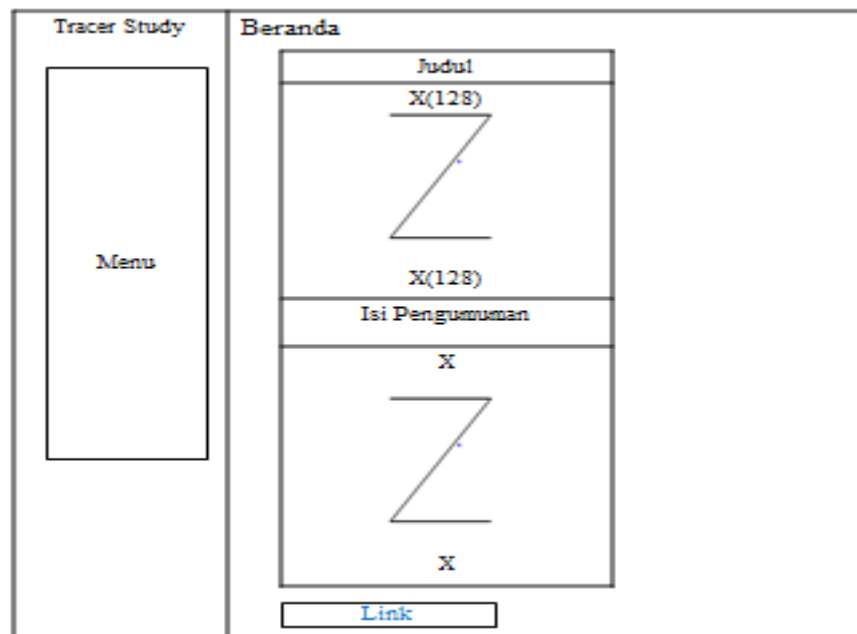 Tracer Study
Menu
Beranda
Judul
X(128)
X(128)
Isi Pengumuman
X
X
Link